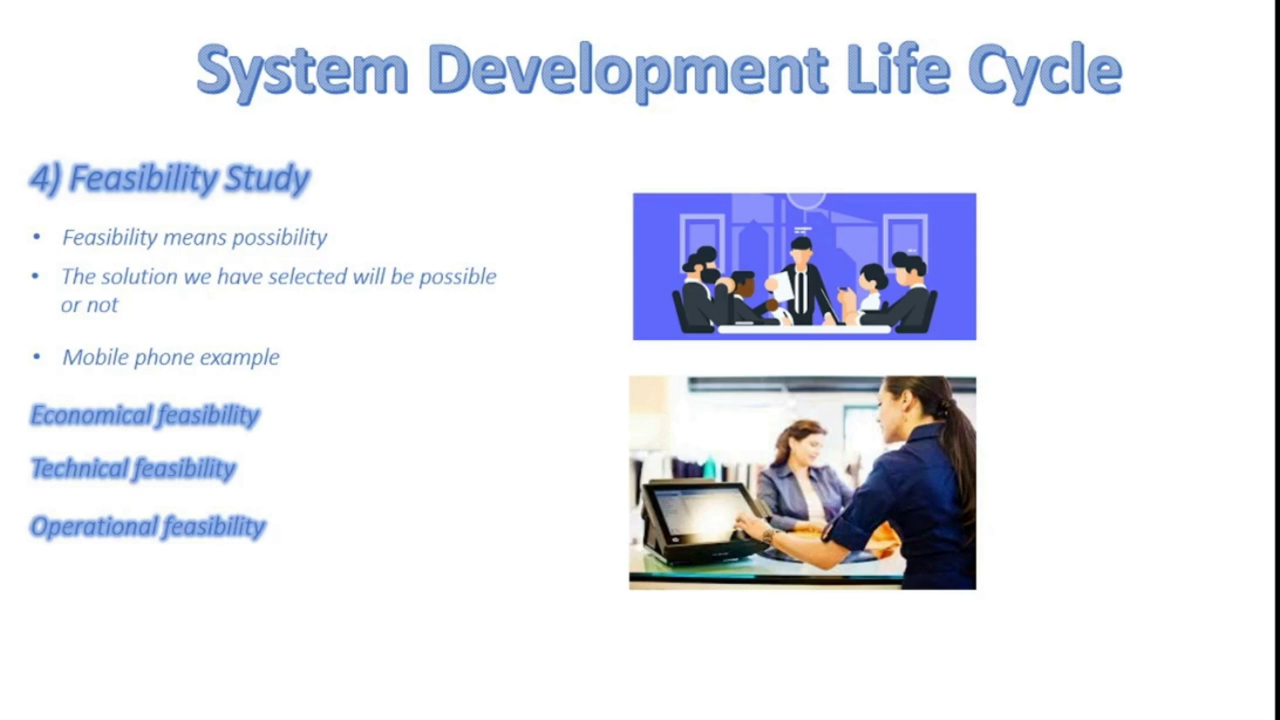 System Development Life Cycle
4) Feasibility Study
• Feasibility means possibility
• The solution we have selected will be possible
or not
• Mobile phone example
Economical feasibility
Technical feasibility
Operational feasibility